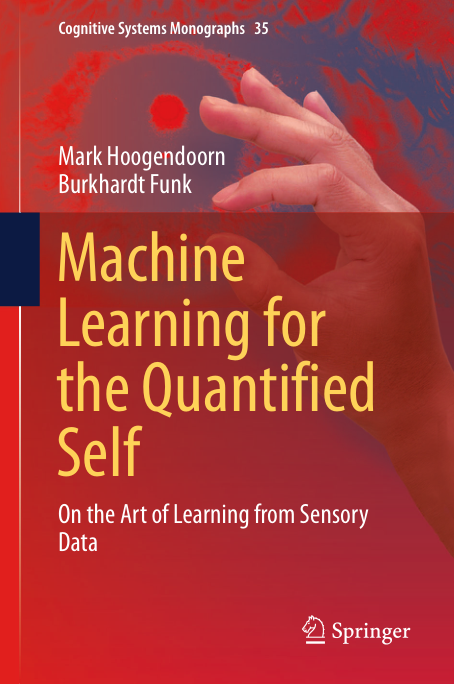 Cognitive Systems Monographs 35
Mark Hoogendoorn
Burkhardt Funk
Machine
Learning for
the Quantified
Self
On the Art of Learning from Sensory
Data
Springer